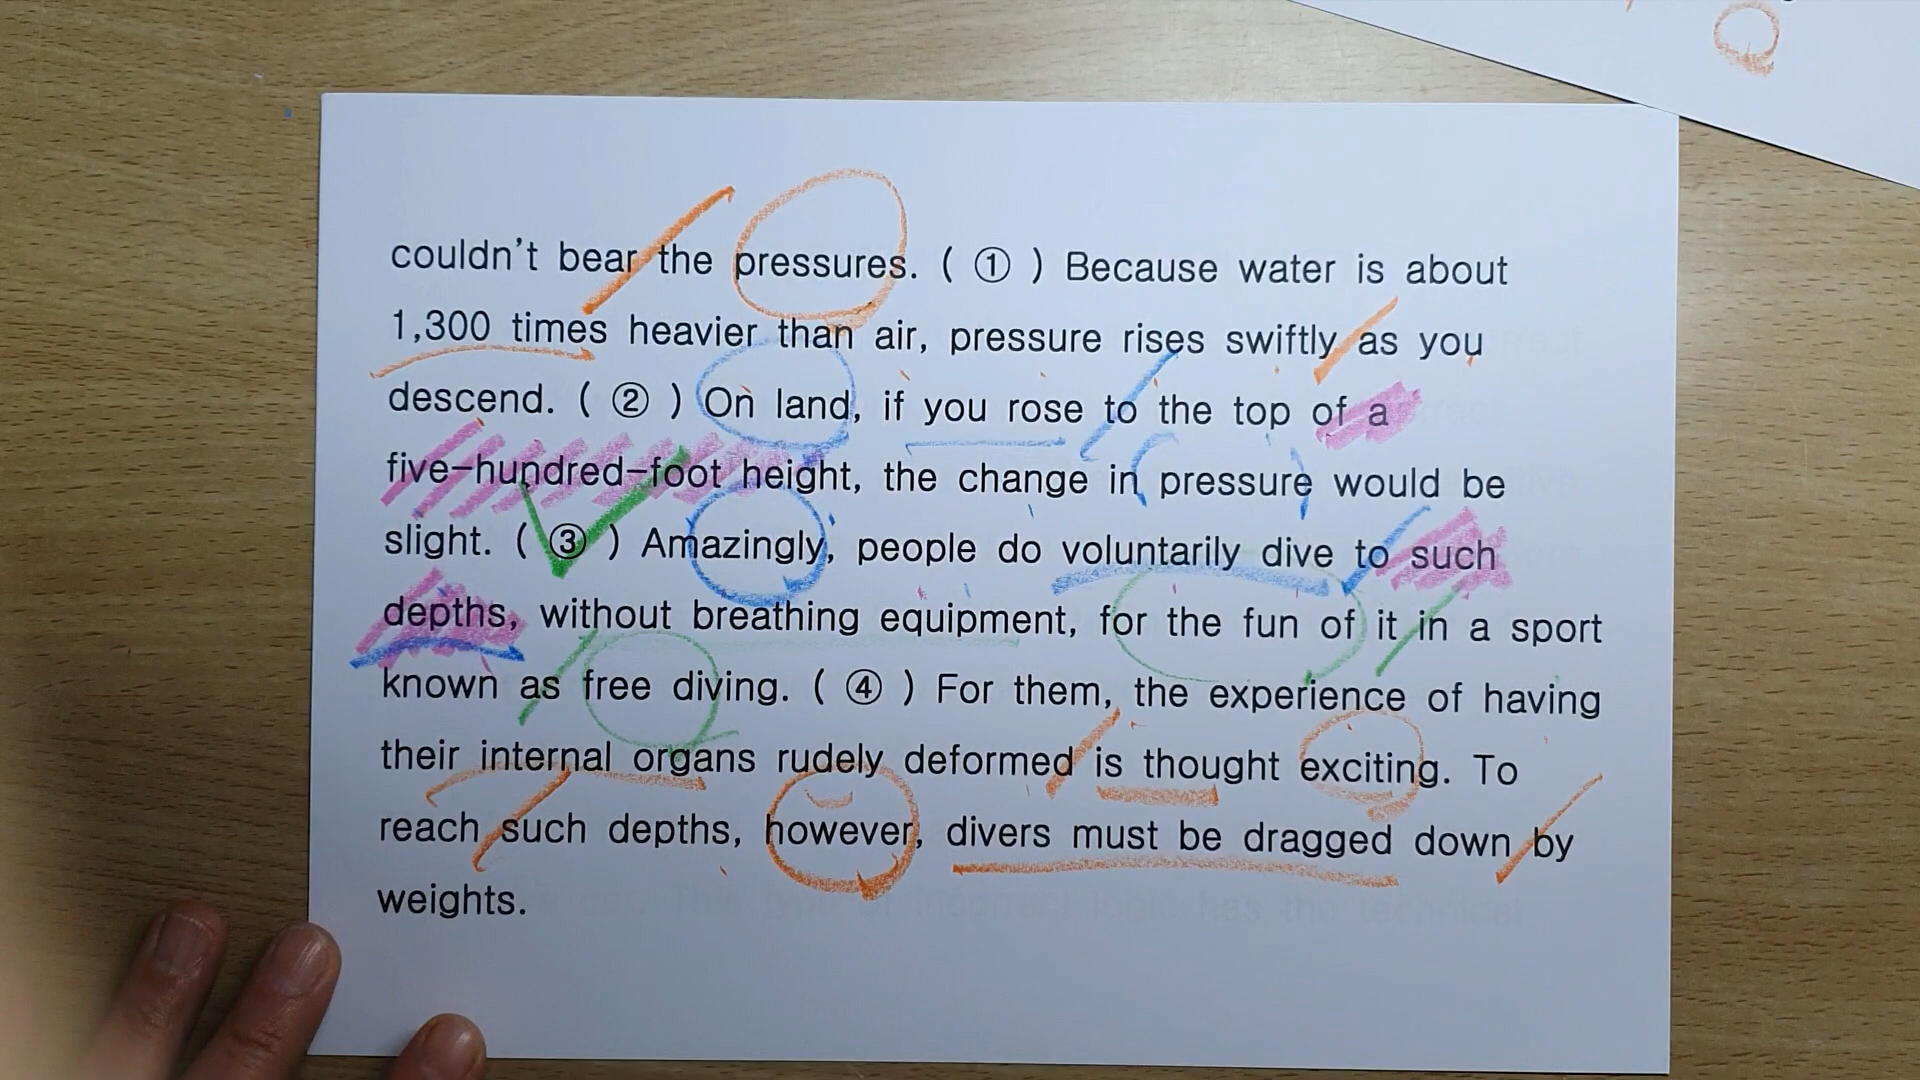 couldn't bear the pressures. ( ① ) Because water is about
1,300 times heavier than air, pressure rises swiftly as you
descend. ( ② ) On land, if you rose to the top of a
five-hundred-foot height, the change in pressure would be
slight. ( ③ ) Amazingly, people do voluntarily dive to such
depths, without breathing equipment, for the fun of it in a sport
known as free diving. ( ④ ) For them, the experience of having
their internal organs rudely deformed is thought exciting. To
reach such depths, however, divers must be dragged down by
weights.